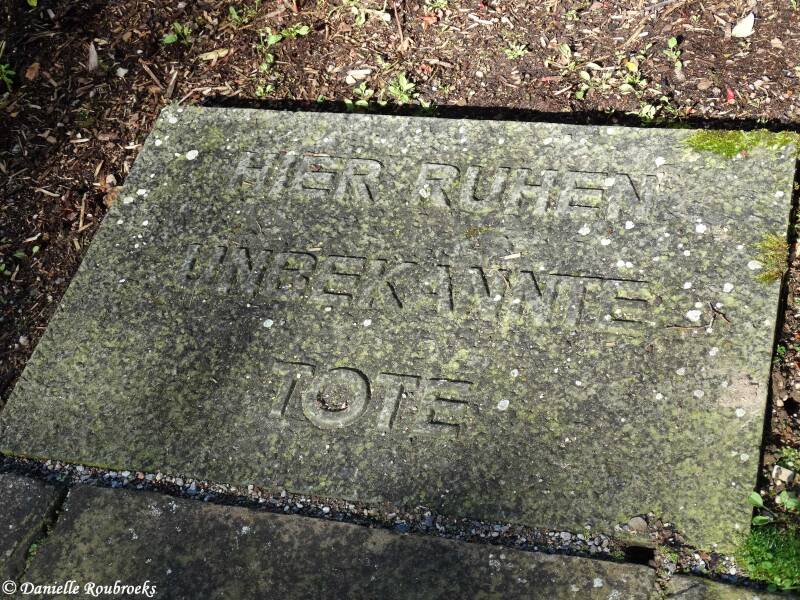 HIER RUHEN
UNBEKANNTE
TOTE
© Danielle Roubroeks